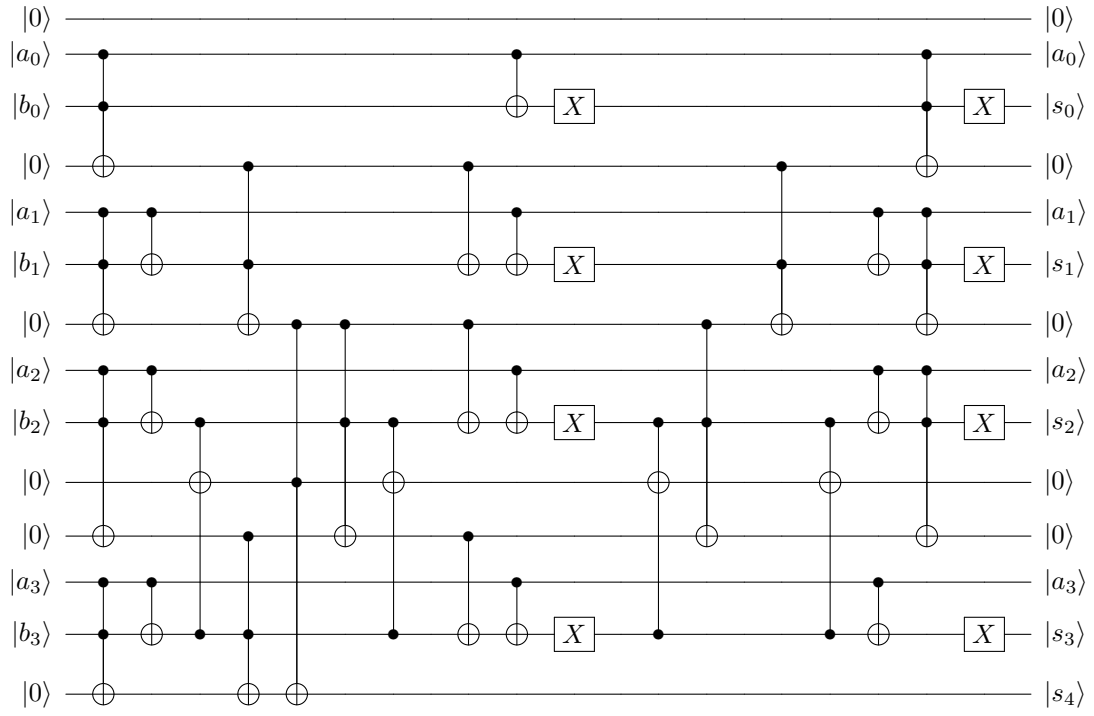 |0⟩ |0⟩
|a₀⟩ |a₀⟩
|b₀⟩ X X |s₀⟩
|0⟩ |0⟩
|a₁⟩ |a₁⟩
|b₁⟩ X X |s₁⟩
|0⟩ |0⟩
|a₂⟩ |a₂⟩
|b₂⟩ X X |s₂⟩
|0⟩ |0⟩
|0⟩ |0⟩
|a₃⟩ |a₃⟩
|b₃⟩ X X |s₃⟩
|0⟩ |s₄⟩